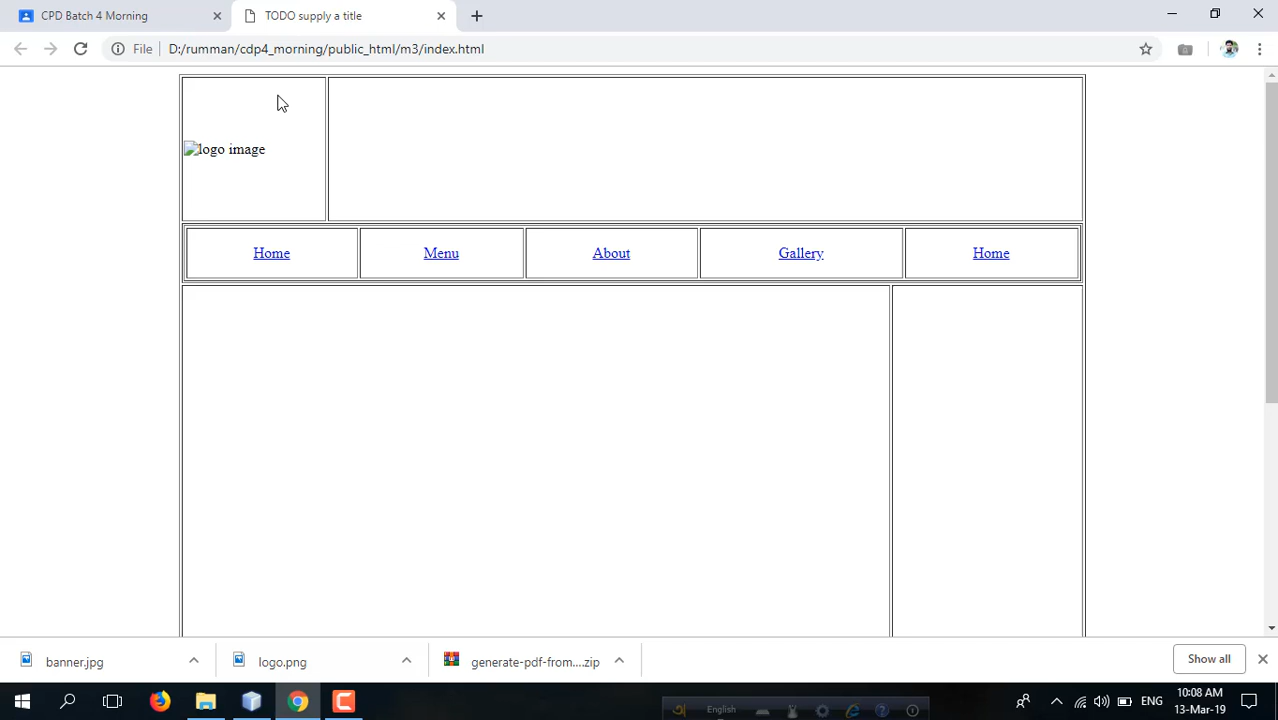 CPD Batch 4 Morning
TODO supply a title
File
D:/rumman/cdp4_morning/public_html/m3/index.html
logo image
Home Menu About Gallery Home
banner.jpg
logo.png
generate-pdf-from....zip
Show all
English
ENG
10:08 AM
13-Mar-19